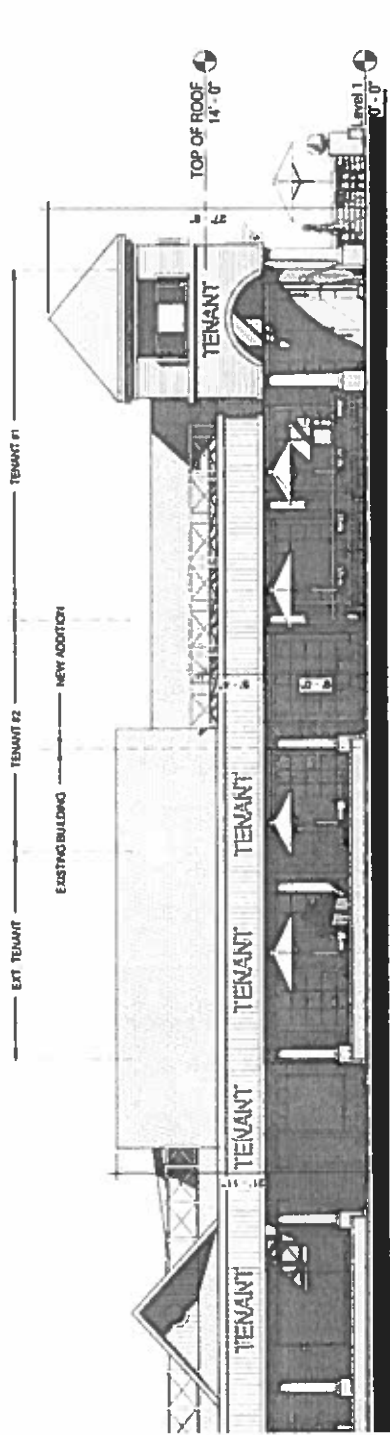 EXT. TENANT
TENANT #2
TENANT #1
EXISTING BUILDING
NEW ADDITION
TOP OF ROOF
14' - 0"
TENANT
TENANT
TENANT
TENANT
TENANT
Level 1
0' - 0"